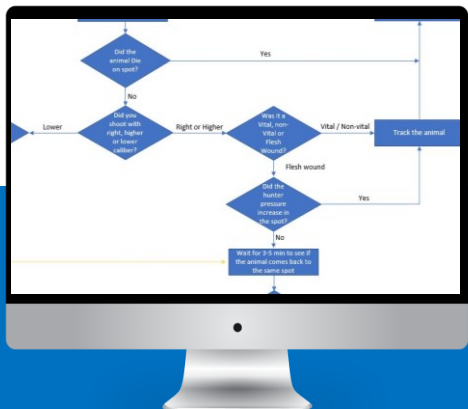 Did the
animal Die
on spot?
Yes
No
Did you
shoot with
right, higher
or lower
caliber?
Lower
Right or Higher
Was it a
Vital, non-
Vital or
Flesh
Wound?
Vital / Non-vital
Track the animal
Flesh wound
Did the
hunter
pressure
increase in
the spot?
Yes
No
Wait for 3-5 min to see if
the animal comes back to
the same spot